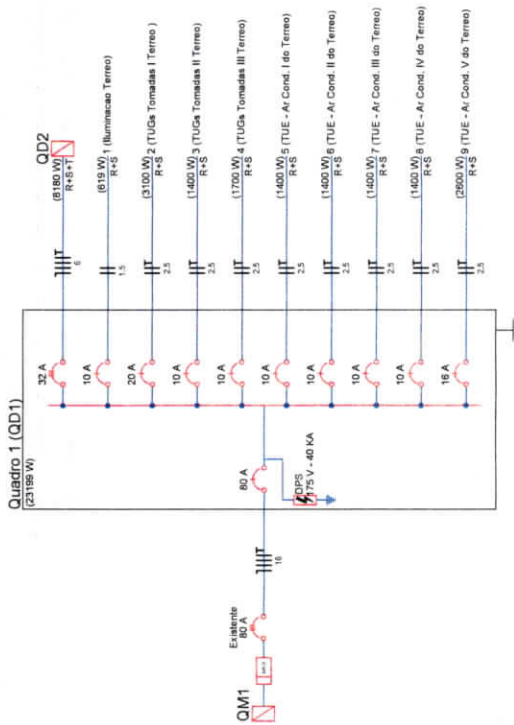 Quadro 1 (QD1)
(23199 W)
QM1
Existente
80 A
16
80 A
DPS
175 V - 40 KA
32 A
6
(8180 W)
R+S+T
QD2
10 A
1.5
(619 W) 1 (Iluminacao Terreo)
R+S
20 A
2.5
(3100 W) 2 (TUGs Tomadas I Terreo )
R+S
10 A
2.5
(1400 W) 3 (TUGs Tomadas II Terreo)
R+S
10 A
2.5
(1700 W) 4 (TUGs Tomadas III Terreo)
R+S
10 A
2.5
(1400 W) 5 (TUE - Ar Cond. I do Terreo)
R+S
10 A
2.5
(1400 W) 6 (TUE - Ar Cond. II do Terreo)
R+S
10 A
2.5
(1400 W) 7 (TUE - Ar Cond. III do Terreo)
R+S
10 A
2.5
(1400 W) 8 (TUE - Ar Cond. IV do Terreo)
R+S
16 A
2.5
(2600 W) 9 (TUE - Ar Cond. V do Terreo)
R+S